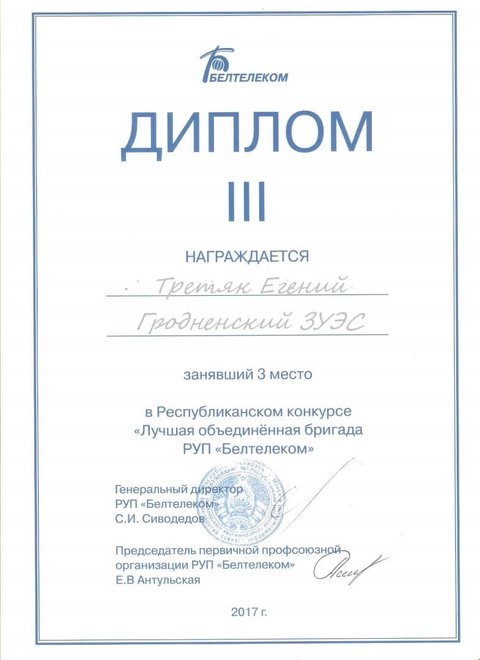 БЕЛТЕЛЕКОМ
ДИПЛОМ
III
НАГРАЖДАЕТСЯ
Третяк Егений
Гродненский ЗУЭС
занявший 3 место
в Республиканском конкурсе
«Лучшая объединённая бригада
РУП «Белтелеком»
Генеральный директор
РУП «Белтелеком»
С.И. Сиводедов
Председатель первичной профсоюзной
организации РУП «Белтелеком»
Е.В Антульская
2017 г.